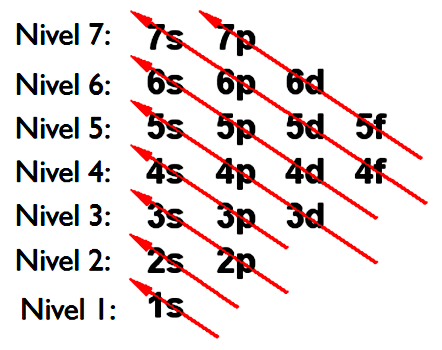 Nivel 7: 7s 7p
Nivel 6: 6s 6p 6d
Nivel 5: 5s 5p 5d 5f
Nivel 4: 4s 4p 4d 4f
Nivel 3: 3s 3p 3d
Nivel 2: 2s 2p
Nivel 1: 1s